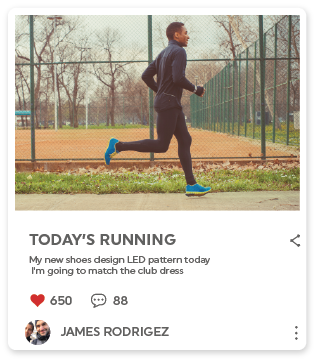 TODAY'S RUNNING
My new shoes design LED pattern today
I'm going to match the club dress
650 88
JAMES RODRIGEZ